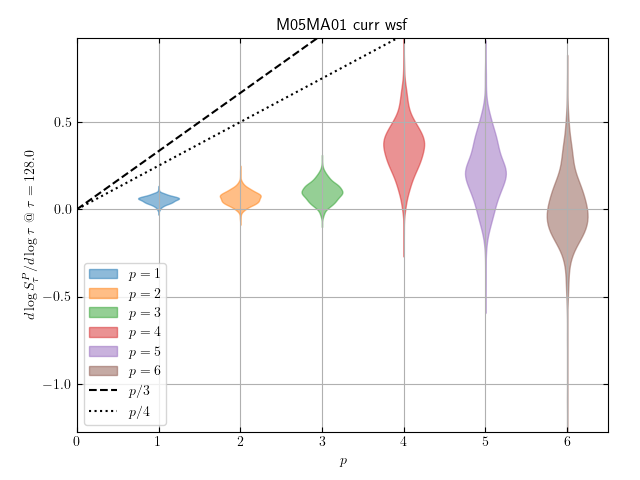 M05MA01 curr wsf
d log S_τ^p / d log τ @ τ = 128.0
0.5
0.0
−0.5
−1.0
p = 1
p = 2
p = 3
p = 4
p = 5
p = 6
p/3
p/4
0 1 2 3 4 5 6
p